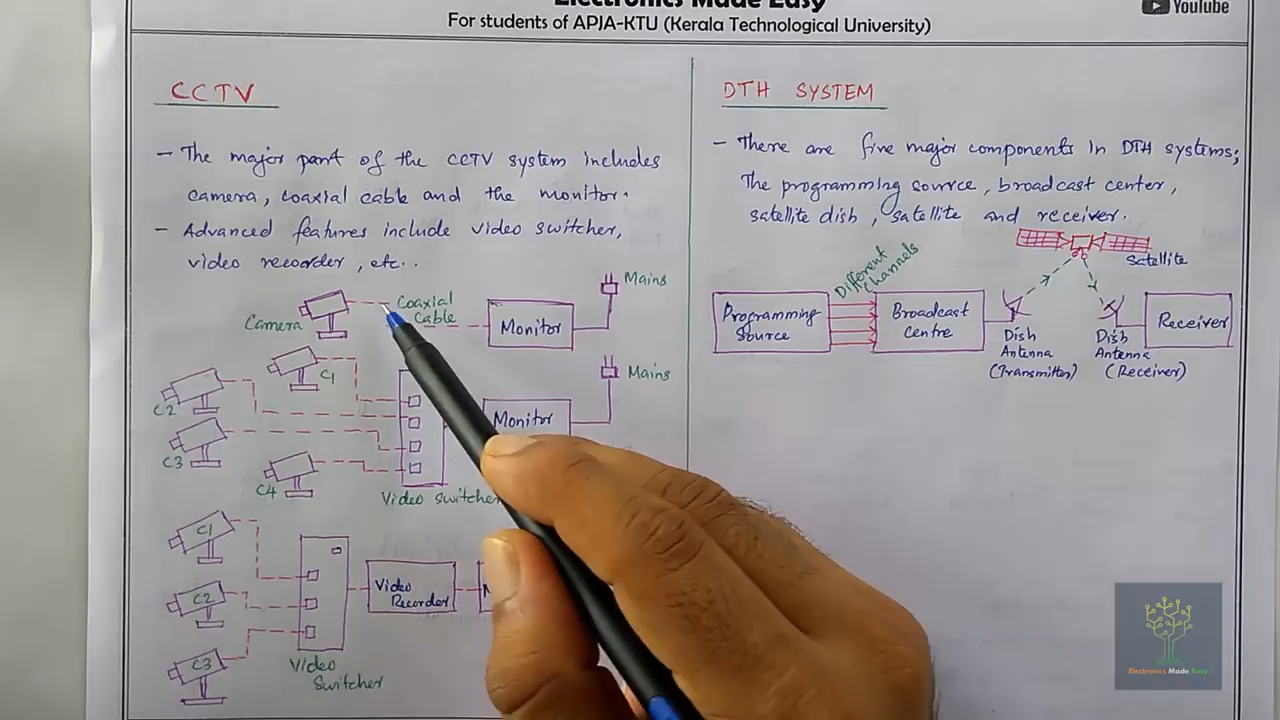 Electronics Made Easy
For students of APJA-KTU (Kerala Technological University)
YouTube
CCTV
- The major part of the CCTV system includes
camera, coaxial cable and the monitor.
- Advanced features include video switcher,
video recorder, etc..
Camera
Coaxial
Cable
Monitor
Mains
C1
C2
C3
C4
Video switcher
Monitor
Mains
C1
C2
C3
Video
Switcher
Video
Recorder
DTH SYSTEM
- There are five major components in DTH systems;
The programming source, broadcast center,
satellite dish, satellite and receiver.
Programming
Source
Different
Channels
Broadcast
Centre
Dish
Antenna
(Transmitter)
Satellite
Dish
Antenna
(Receiver)
Receiver
Electronics Made Easy